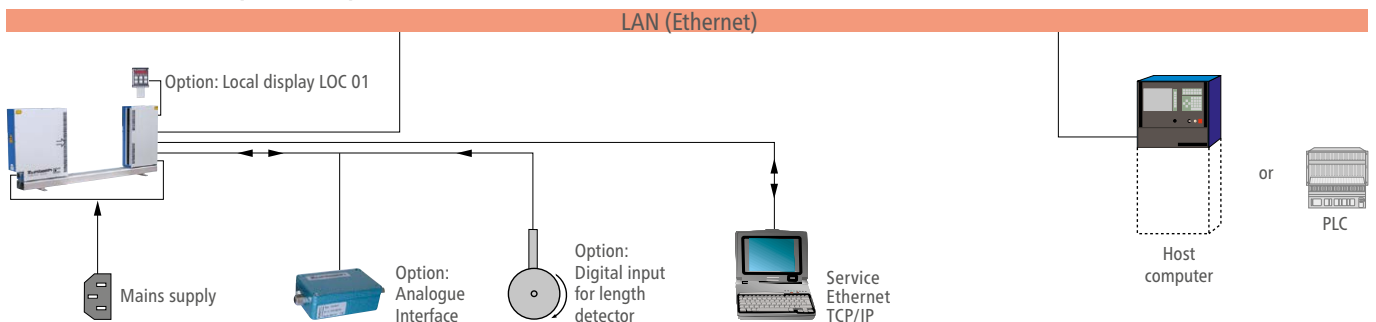 LAN (Ethernet)
Option: Local display LOC 01
Mains supply
Option:
Analogue
Interface
Option:
Digital input
for length
detector
Service
Ethernet
TCP/IP
Host
computer
or
PLC